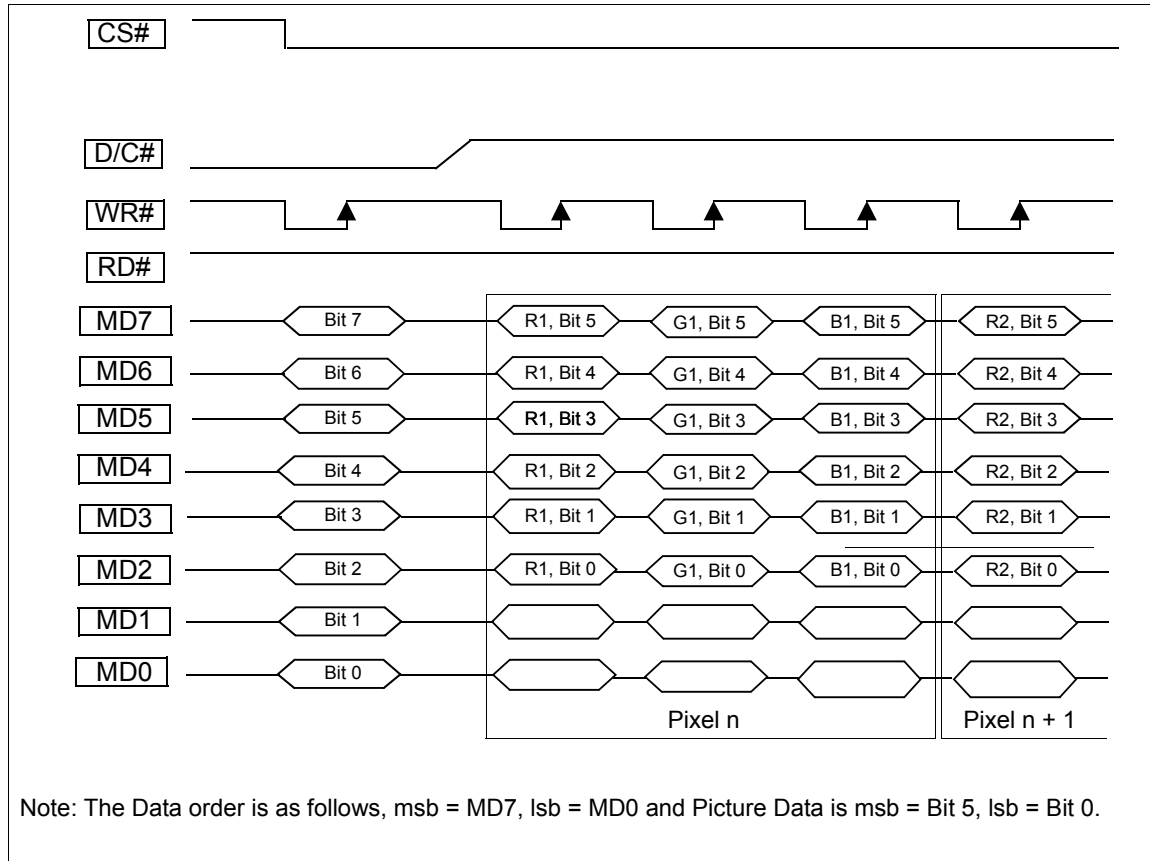 CS#
D/C#
WR#
RD#
MD7 Bit 7 R1, Bit 5 G1, Bit 5 B1, Bit 5 R2, Bit 5
MD6 Bit 6 R1, Bit 4 G1, Bit 4 B1, Bit 4 R2, Bit 4
MD5 Bit 5 R1, Bit 3 G1, Bit 3 B1, Bit 3 R2, Bit 3
MD4 Bit 4 R1, Bit 2 G1, Bit 2 B1, Bit 2 R2, Bit 2
MD3 Bit 3 R1, Bit 1 G1, Bit 1 B1, Bit 1 R2, Bit 1
MD2 Bit 2 R1, Bit 0 G1, Bit 0 B1, Bit 0 R2, Bit 0
MD1 Bit 1
MD0 Bit 0
Pixel n Pixel n + 1
Note: The Data order is as follows, msb = MD7, lsb = MD0 and Picture Data is msb = Bit 5, lsb = Bit 0.